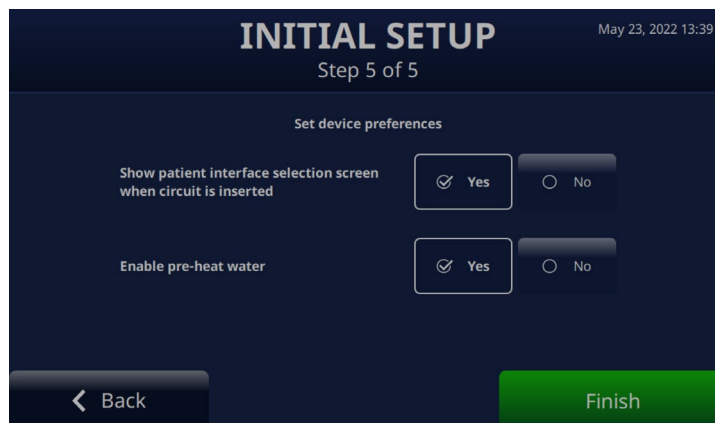 INITIAL SETUP
May 23, 2022 13:39
Step 5 of 5
Set device preferences
Show patient interface selection screen
when circuit is inserted
Yes
No
Enable pre-heat water
Yes
No
Back
Finish